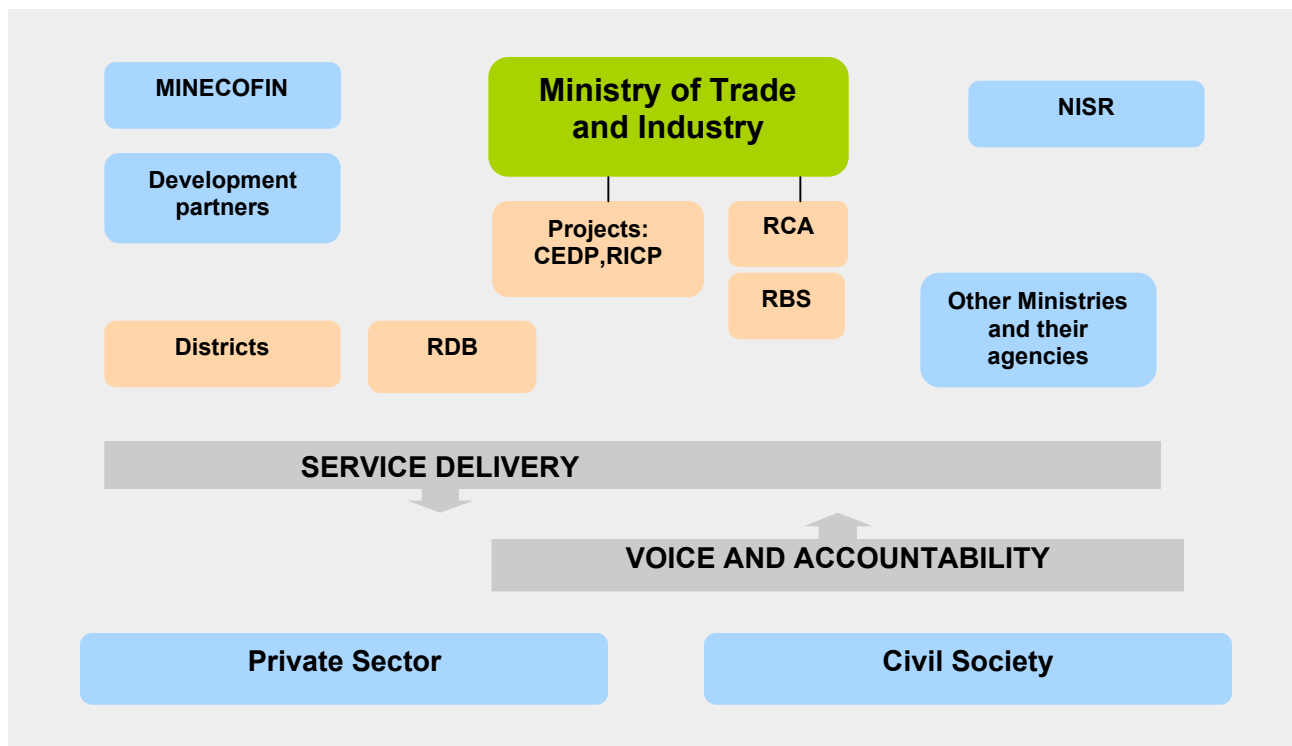 MINECOFIN
Ministry of Trade
and Industry
NISR
Development
partners
Projects:
CEDP,RICP
RCA
RBS
Other Ministries
and their
agencies
Districts
RDB
SERVICE DELIVERY
VOICE AND ACCOUNTABILITY
Private Sector
Civil Society